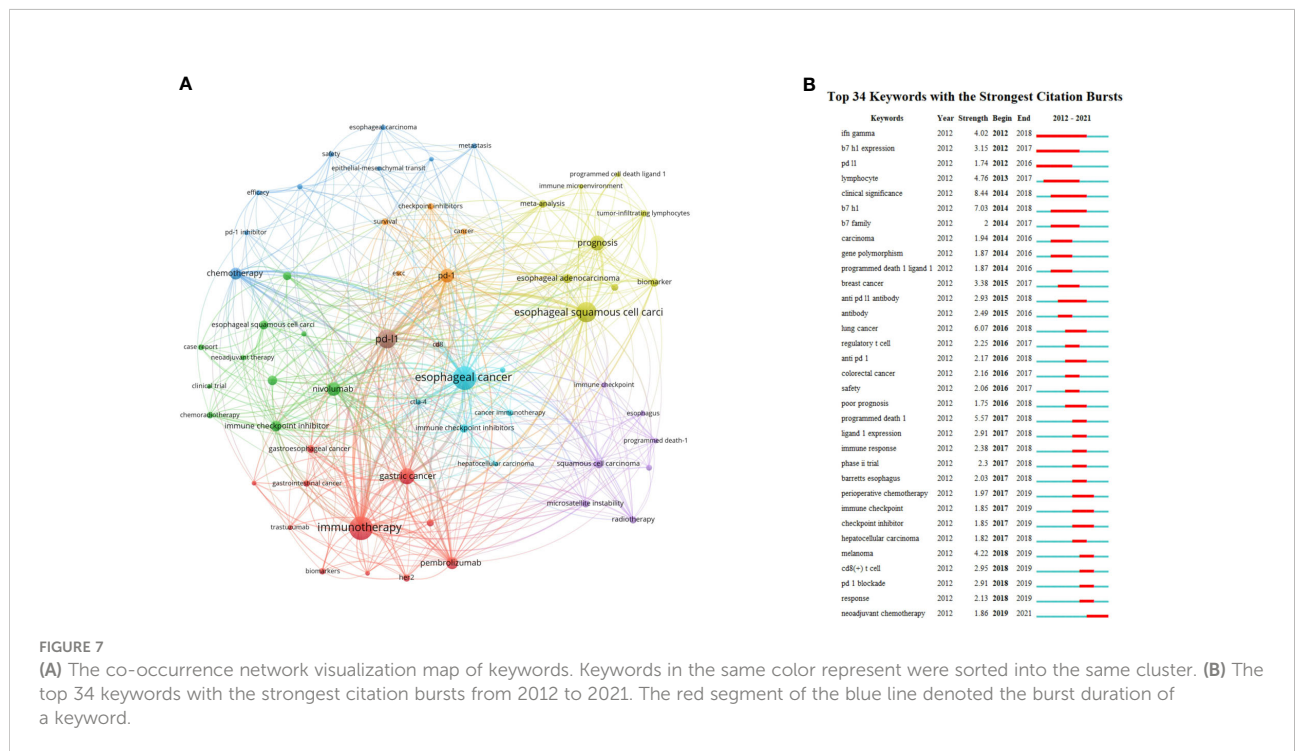 A
esophageal carcinoma
metastasis
safety
epithelial-mesenchymal transit
programmed cell death ligand 1
immune microenvironment
efficacy
checkpoint inhibitors
meta-analysis
tumor-infiltrating lymphocytes
survival
cancer
pd-1 inhibitor
prognosis
chemotherapy
escc
pd-1
esophageal adenocarcinoma
biomarker
esophageal squamous cell carci
esophageal squamous cell carci
pd-l1
cd8
case report
neoadjuvant therapy
esophageal cancer
immune checkpoint
clinical trial
nivolumab
ctla-4
cancer immunotherapy
esophagus
chemoradiotherapy
immune checkpoint inhibitor
immune checkpoint inhibitors
programmed death-1
gastroesophageal cancer
hepatocellular carcinoma
squamous cell carcinoma
gastrointestinal cancer
gastric cancer
microsatellite instability
trastuzumab
immunotherapy
radiotherapy
pembrolizumab
biomarkers
her2
B
Top 34 Keywords with the Strongest Citation Bursts
Keywords Year Strength Begin End 2012 - 2021
ifn gamma 2012 4.02 2012 2018
b7 h1 expression 2012 3.15 2012 2017
pd l1 2012 1.74 2012 2016
lymphocyte 2012 4.76 2013 2017
clinical significance 2012 8.44 2014 2018
b7 h1 2012 7.03 2014 2018
b7 family 2012 2 2014 2017
carcinoma 2012 1.94 2014 2016
gene polymorphism 2012 1.87 2014 2016
programmed death 1 ligand 1 2012 1.87 2014 2016
breast cancer 2012 3.38 2015 2017
anti pd l1 antibody 2012 2.93 2015 2018
antibody 2012 2.49 2015 2016
lung cancer 2012 6.07 2016 2018
regulatory t cell 2012 2.25 2016 2017
anti pd 1 2012 2.17 2016 2018
colorectal cancer 2012 2.16 2016 2017
safety 2012 2.06 2016 2017
poor prognosis 2012 1.75 2016 2018
programmed death 1 2012 5.57 2017 2018
ligand 1 expression 2012 2.91 2017 2018
immune response 2012 2.38 2017 2018
phase ii trial 2012 2.3 2017 2018
barretts esophagus 2012 2.03 2017 2018
perioperative chemotherapy 2012 1.97 2017 2019
immune checkpoint 2012 1.85 2017 2019
checkpoint inhibitor 2012 1.85 2017 2019
hepatocellular carcinoma 2012 1.82 2017 2018
melanoma 2012 4.22 2018 2019
cd8(+) t cell 2012 2.95 2018 2019
pd 1 blockade 2012 2.91 2018 2019
response 2012 2.13 2018 2019
neoadjuvant chemotherapy 2012 1.86 2019 2021
FIGURE 7
(A) The co-occurrence network visualization map of keywords. Keywords in the same color represent were sorted into the same cluster. (B) The
top 34 keywords with the strongest citation bursts from 2012 to 2021. The red segment of the blue line denoted the burst duration of
a keyword.